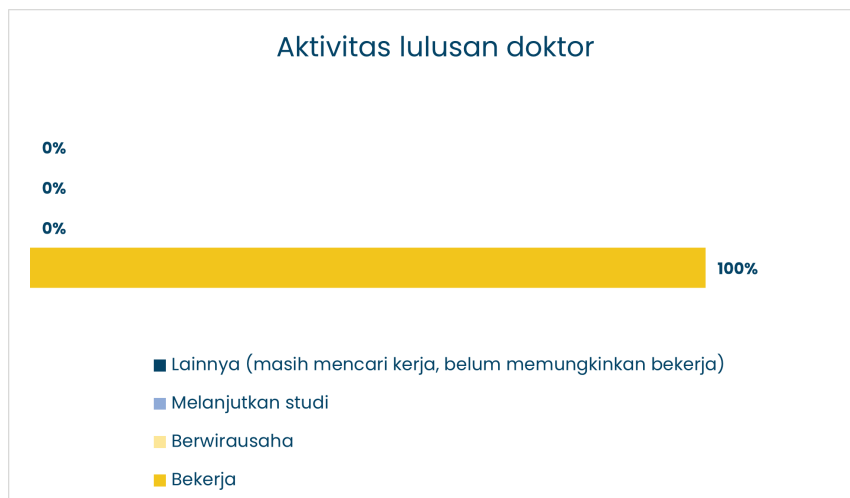 Aktivitas lulusan doktor
0%
0%
0%
100%
Lainnya (masih mencari kerja, belum memungkinkan bekerja)
Melanjutkan studi
Berwirausaha
Bekerja